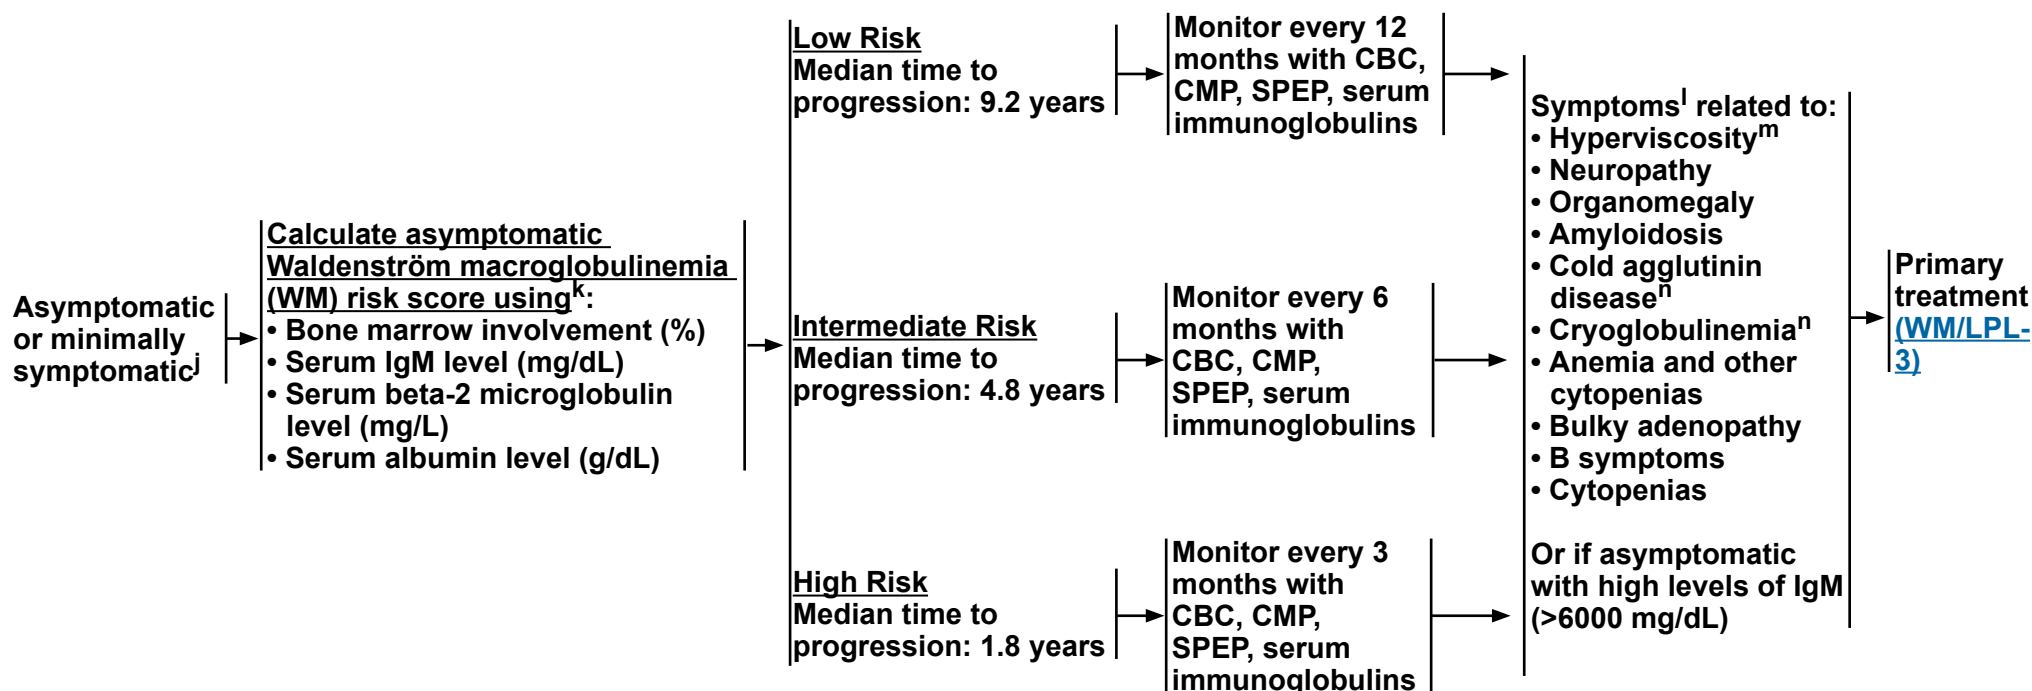 Asymptomatic
or minimally
symptomaticʲ
Calculate asymptomatic
Waldenström macroglobulinemia
(WM) risk score usingᵏ:
• Bone marrow involvement (%)
• Serum IgM level (mg/dL)
• Serum beta-2 microglobulin
level (mg/L)
• Serum albumin level (g/dL)
Low Risk
Median time to
progression: 9.2 years
Monitor every 12
months with CBC,
CMP, SPEP, serum
immunoglobulins
Intermediate Risk
Median time to
progression: 4.8 years
Monitor every 6
months with
CBC, CMP,
SPEP, serum
immunoglobulins
High Risk
Median time to
progression: 1.8 years
Monitor every 3
months with
CBC, CMP,
SPEP, serum
immunoglobulins
Symptomsˡ related to:
• Hyperviscosityᵐ
• Neuropathy
• Organomegaly
• Amyloidosis
• Cold agglutinin
diseaseⁿ
• Cryoglobulinemiaⁿ
• Anemia and other
cytopenias
• Bulky adenopathy
• B symptoms
• Cytopenias
Or if asymptomatic
with high levels of IgM
(>6000 mg/dL)
Primary
treatment
(WM/LPL-
3)